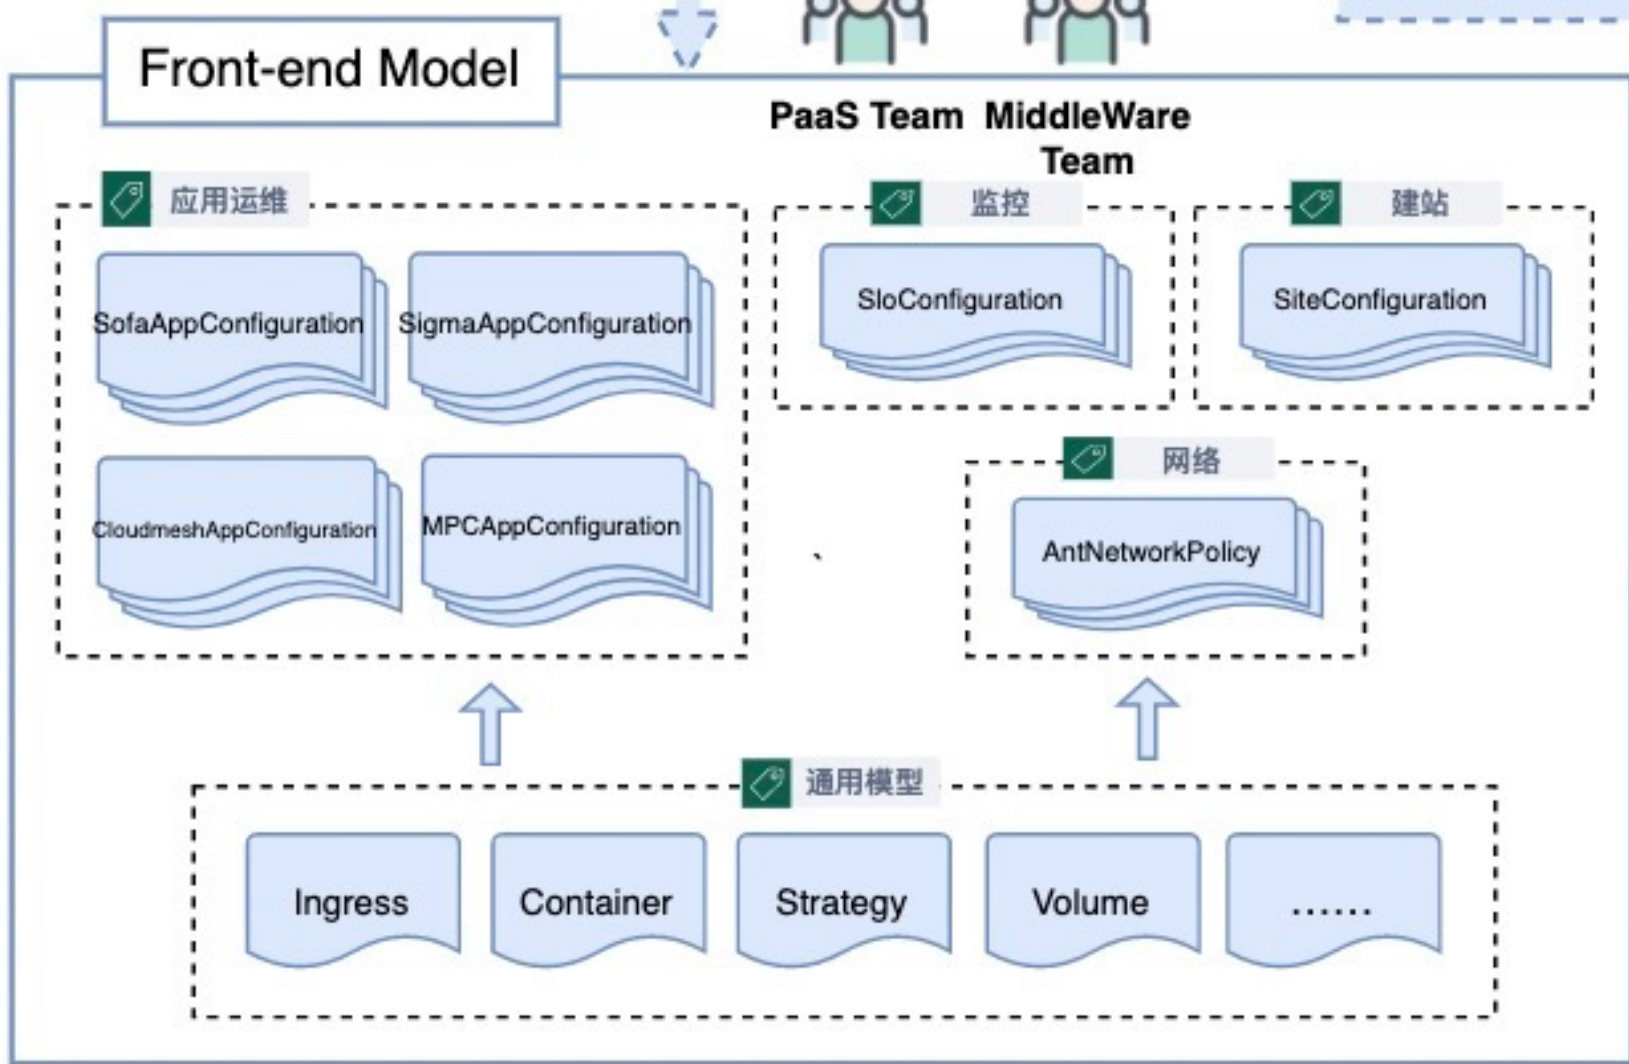 Front-end Model
PaaS Team
MiddleWare
Team
应用运维
SofaAppConfiguration
SigmaAppConfiguration
CloudmeshAppConfiguration
MPCAppConfiguration
监控
SloConfiguration
建站
SiteConfiguration
网络
AntNetworkPolicy
、
通用模型
Ingress
Container
Strategy
Volume
......